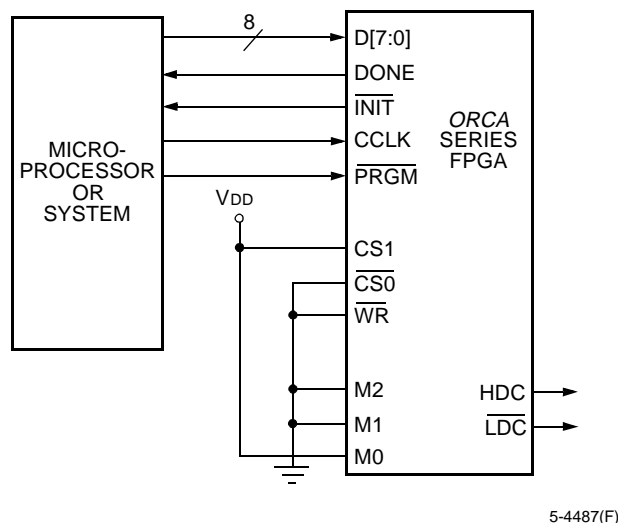 8
MICRO-
PROCESSOR
OR
SYSTEM
VDD
D[7:0]
DONE
INIT
CCLK
PRGM
CS1
CS0
WR
M2
M1
M0
ORCA
SERIES
FPGA
HDC
LDC
5-4487(F)